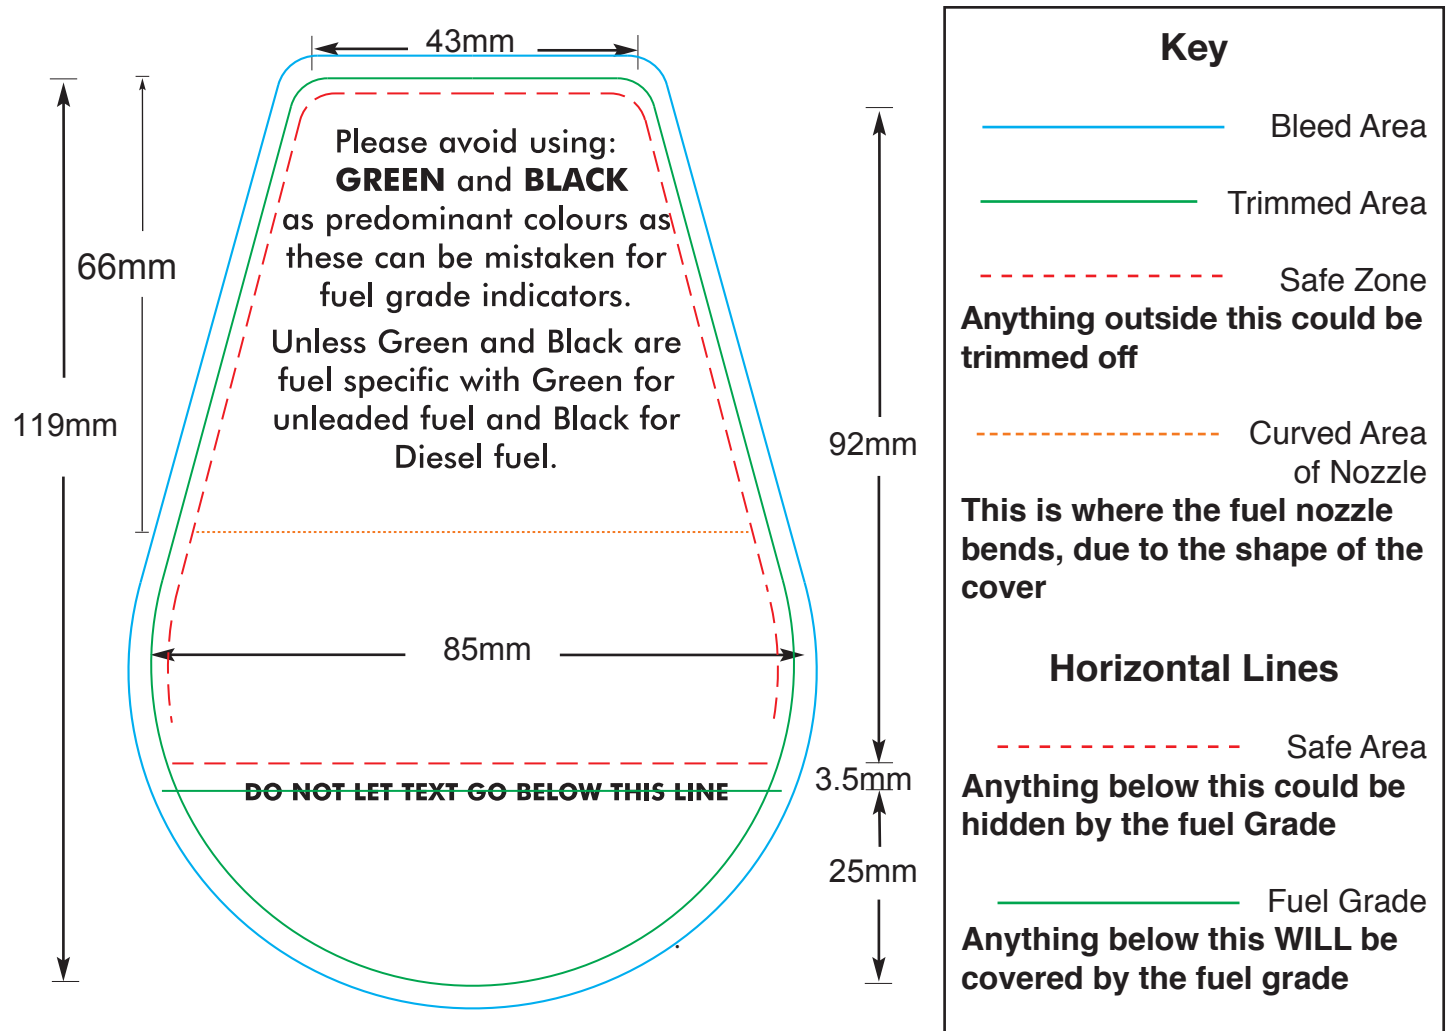 43mm
66mm
119mm
Please avoid using:
GREEN and BLACK
as predominant colours as
these can be mistaken for
fuel grade indicators.
Unless Green and Black are
fuel specific with Green for
unleaded fuel and Black for
Diesel fuel.
92mm
85mm
3.5mm
DO NOT LET TEXT GO BELOW THIS LINE
25mm
Key
Bleed Area
Trimmed Area
Safe Zone
Anything outside this could be
trimmed off
Curved Area
of Nozzle
This is where the fuel nozzle
bends, due to the shape of the
cover
Horizontal Lines
Safe Area
Anything below this could be
hidden by the fuel Grade
Fuel Grade
Anything below this WILL be
covered by the fuel grade